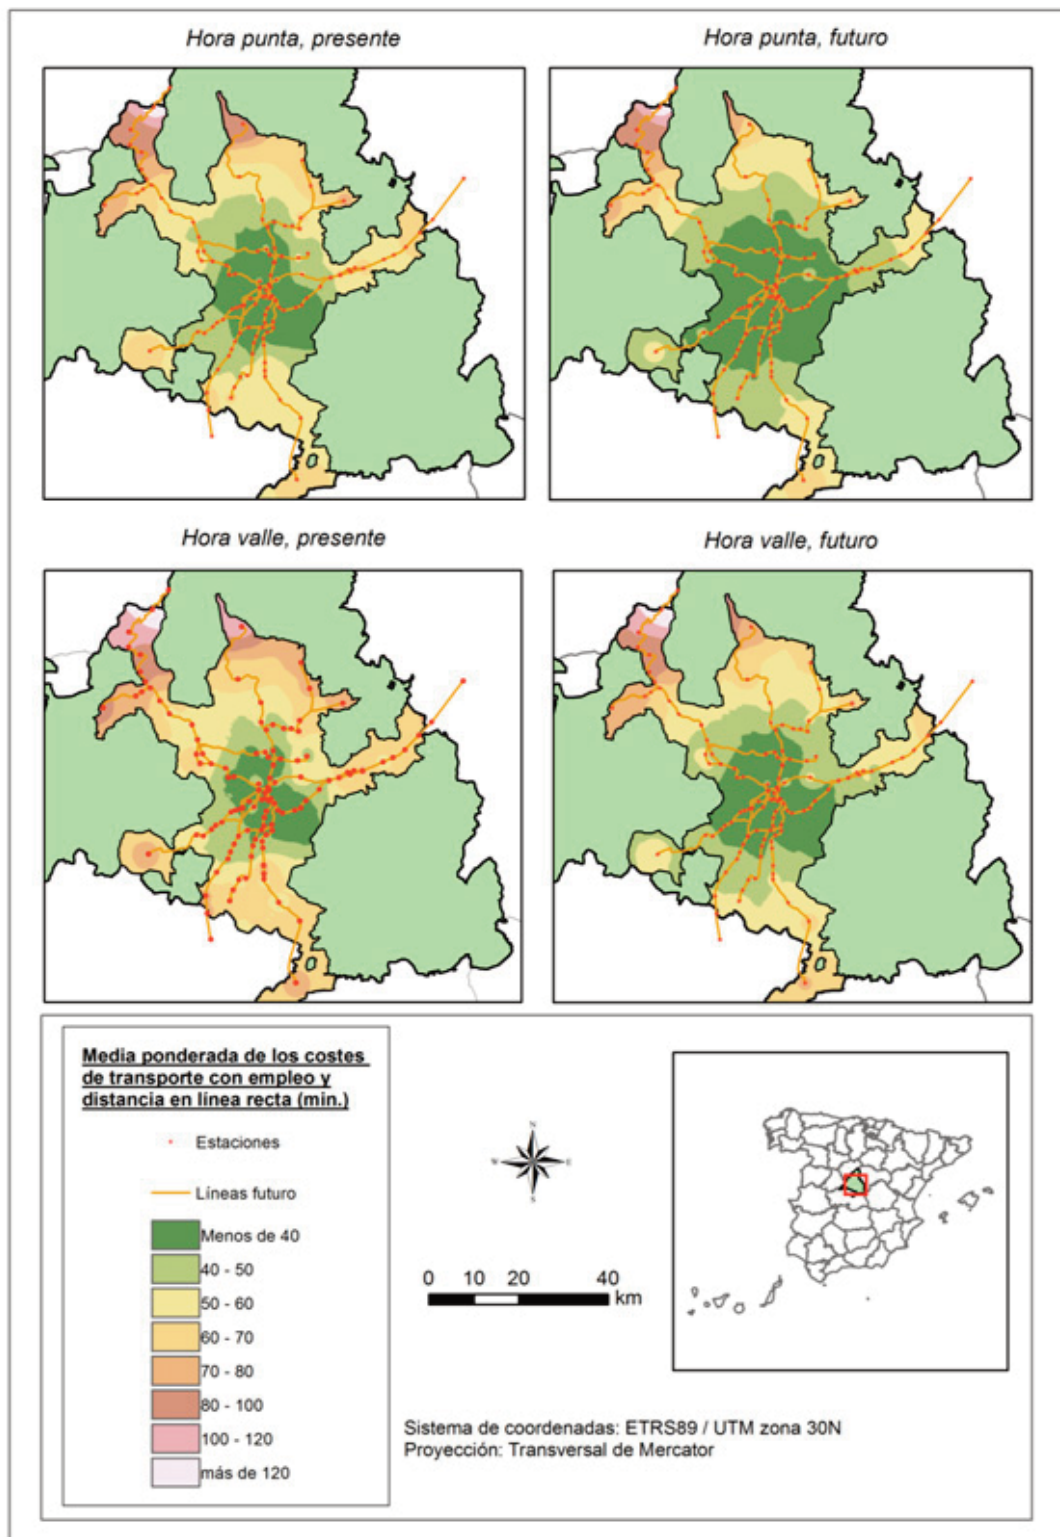 Hora punta, presente
Hora punta, futuro
Hora valle, presente
Hora valle, futuro
Media ponderada de los costes
de transporte con empleo y
distancia en línea recta (min.)
Estaciones
Líneas futuro
Menos de 40
40 - 50
50 - 60
60 - 70
70 - 80
80 - 100
100 - 120
más de 120
N
W
E
S
0 10 20 40
km
Sistema de coordenadas: ETRS89 / UTM zona 30N
Proyección: Transversal de Mercator